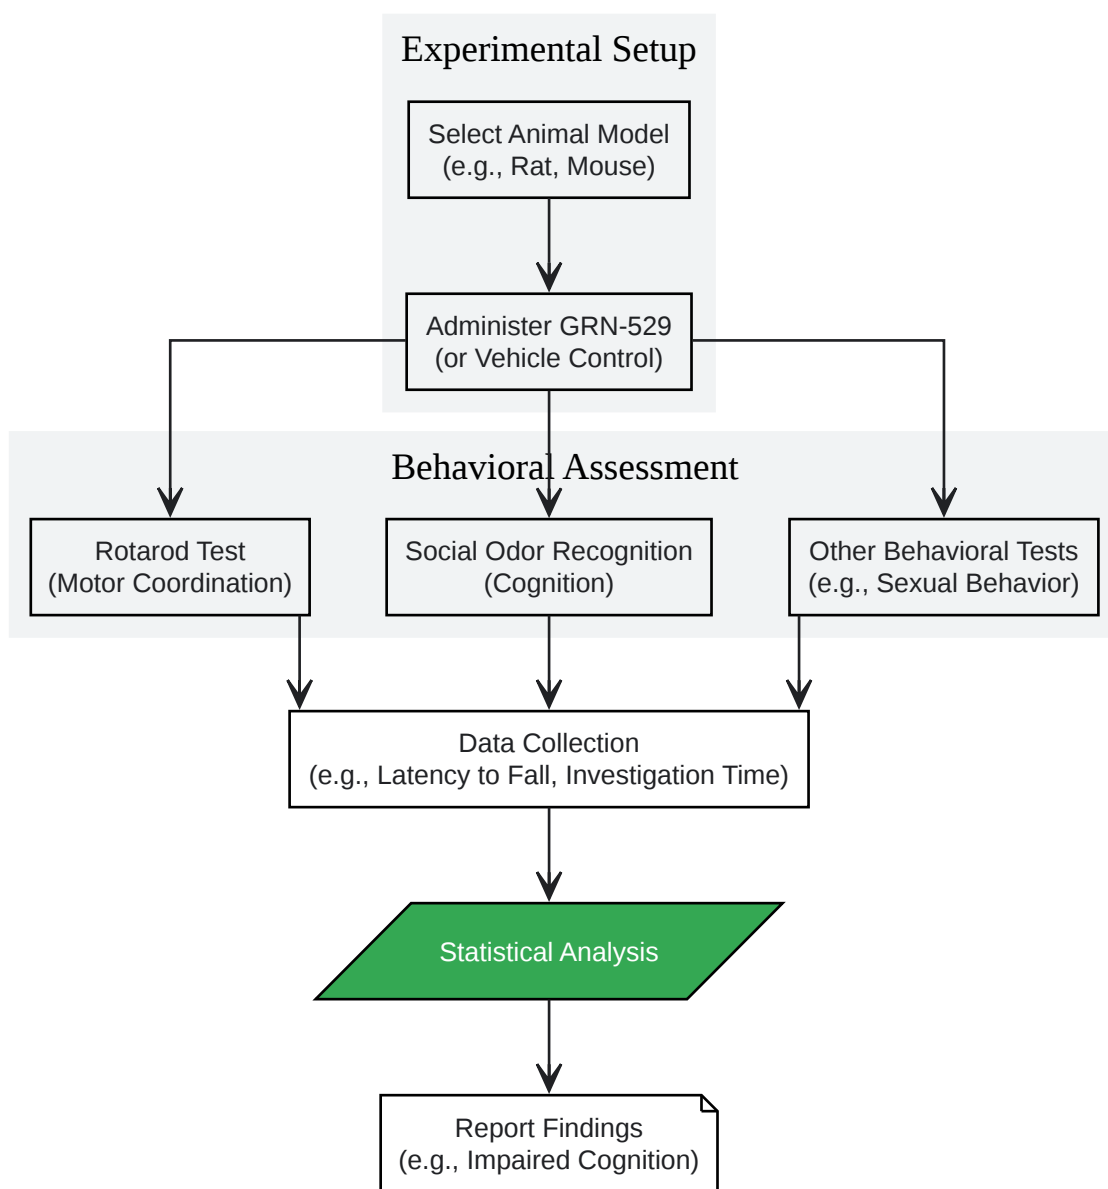 Experimental Setup
Select Animal Model
(e.g., Rat, Mouse)
Administer GRN-529
(or Vehicle Control)
Behavioral Assessment
Rotarod Test
(Motor Coordination)
Social Odor Recognition
(Cognition)
Other Behavioral Tests
(e.g., Sexual Behavior)
Data Collection
(e.g., Latency to Fall, Investigation Time)
Statistical Analysis
Report Findings
(e.g., Impaired Cognition)